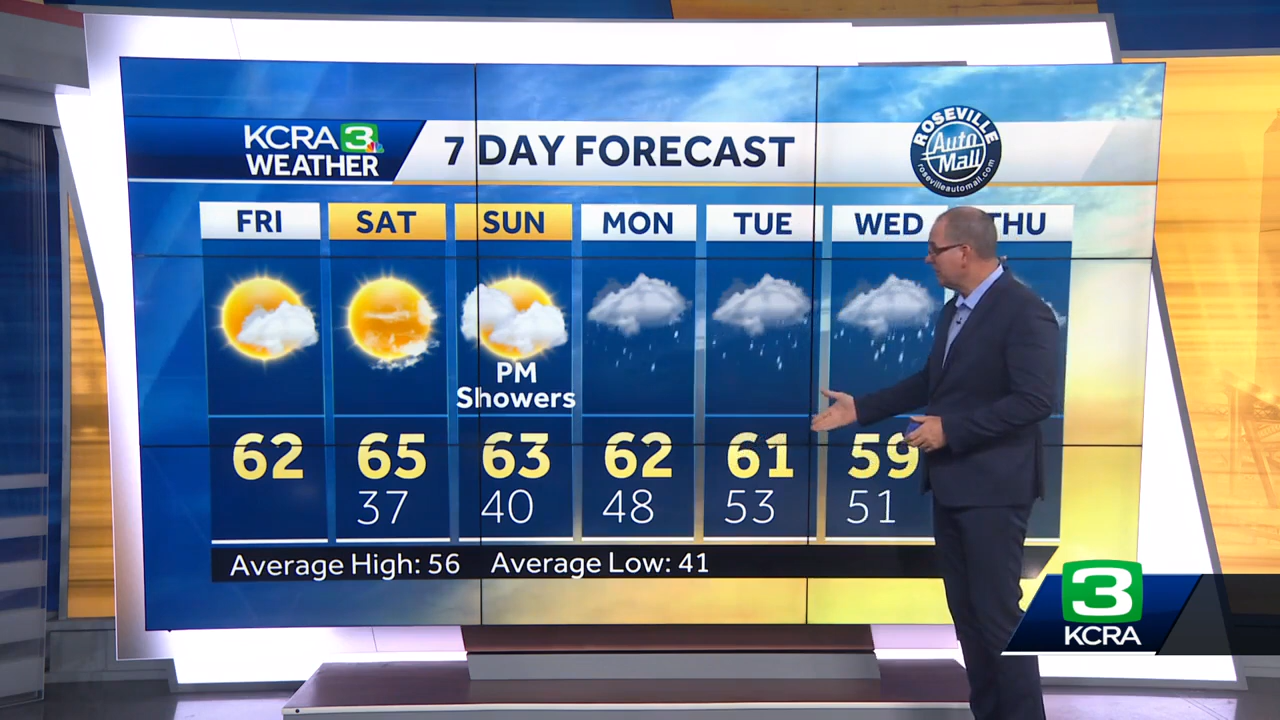 KCRA 3
WEATHER
7 DAY FORECAST
ROSEVILLE
Auto
Mall
rosevilleautomall.com
FRI SAT SUN MON TUE WED THU
PM
Showers
62 65 63 62 61 59
37 40 48 53 51
Average High: 56 Average Low: 41
3
KCRA